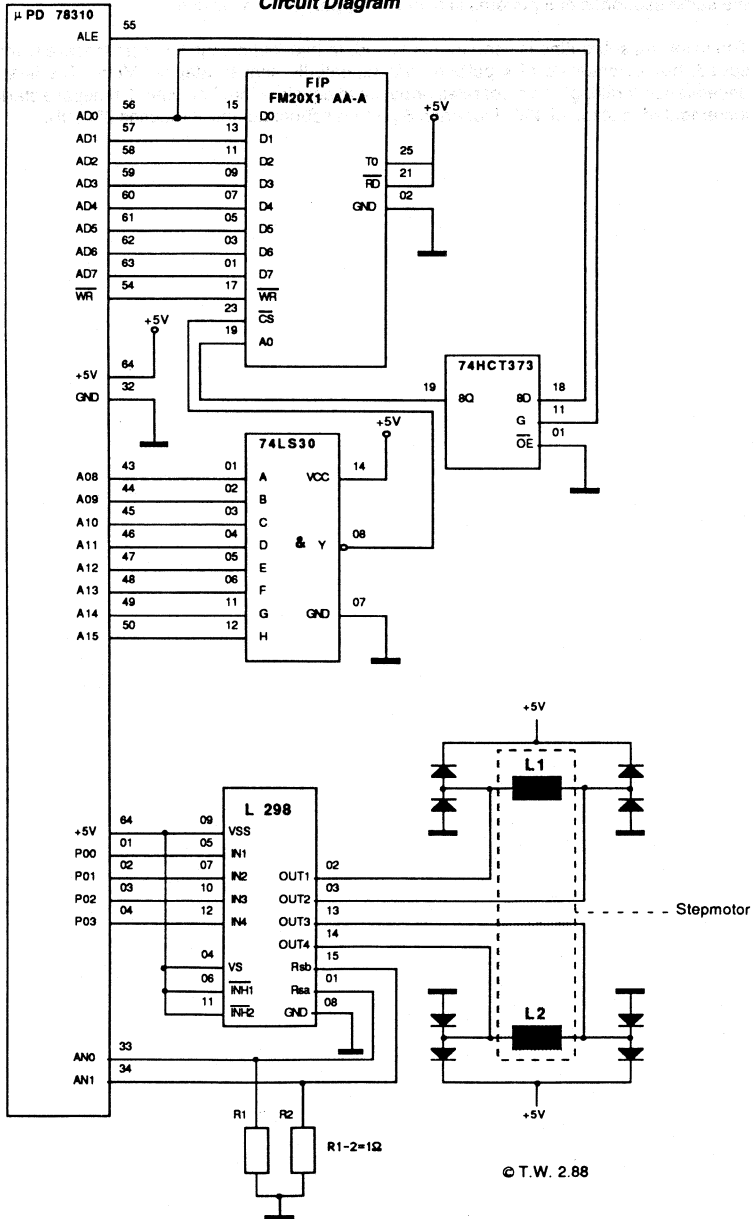 Circuit Diagram
μPD 78310
55
ALE
FIP
FM20X1 AA-A
+5V
56
AD0
15
D0
57
AD1
13
D1
58
AD2
11
D2
25
T0
59
AD3
09
D3
21
RD
60
AD4
07
D4
02
GND
61
AD5
05
D5
62
AD6
03
D6
63
AD7
01
D7
54
WR
17
WR
23
CS
19
A0
+5V
64
+5V
32
GND
74HCT373
19
8Q
8D
18
G
11
OE
01
74LS30
+5V
43
A08
01
A
VCC
14
44
A09
02
B
45
A10
03
C
46
A11
04
D
& Y
08
47
A12
05
E
48
A13
06
F
49
A14
11
G
GND
07
50
A15
12
H
+5V
L1
L 298
64
+5V
09
VSS
01
P00
05
IN1
02
P01
07
IN2
OUT1
02
03
P02
10
IN3
OUT2
03
04
P03
12
IN4
OUT3
13
Stepmotor
OUT4
14
04
VS
Rsb
15
06
INH1
Rsa
01
11
INH2
GND
08
L2
33
AN0
34
AN1
+5V
R1
R2
R1-2=1Ω
© T.W. 2.88